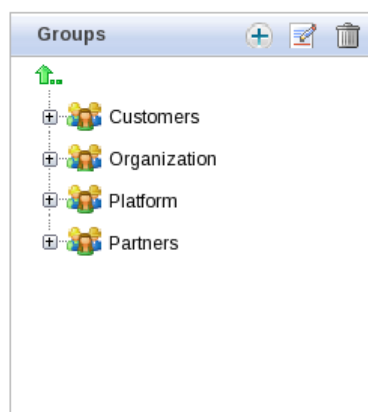 Groups
Customers
Organization
Platform
Partners